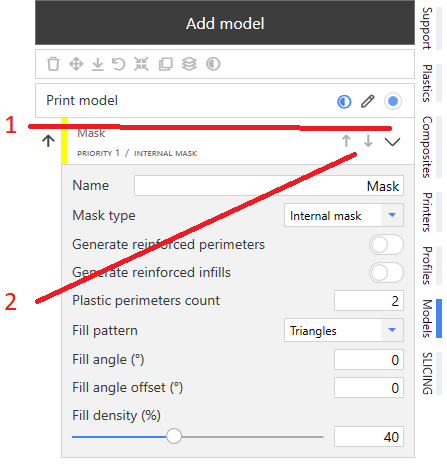 Add model
Print model
1
Mask
PRIORITY 1 / INTERNAL MASK
Name Mask
Mask type Internal mask
Generate reinforced perimeters
Generate reinforced infills
2
Plastic perimeters count 2
Fill pattern Triangles
Fill angle (°) 0
Fill angle offset (°) 0
Fill density (%)
40
Support
Plastics
Composites
Printers
Profiles
Models
SLICING